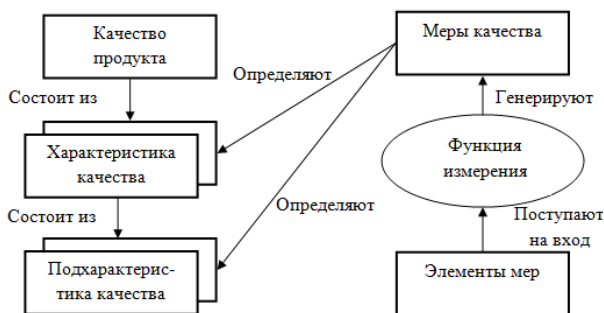 Качество
продукта
Меры качества
Определяют
Состоит из
Генерируют
Характеристика
качества
Функция
измерения
Состоит из
Определяют
Поступают
на вход
Подхарактерис-
тика качества
Элементы мер